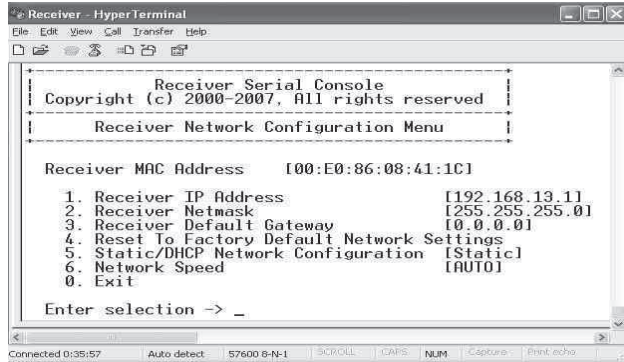 Receiver - HyperTerminal
File Edit View Call Transfer Help
Receiver Serial Console
Copyright (c) 2000-2007, All rights reserved
Receiver Network Configuration Menu
Receiver MAC Address [00:E0:86:08:41:1C]
1. Receiver IP Address [192.168.13.1]
2. Receiver Netmask [255.255.255.0]
3. Receiver Default Gateway [0.0.0.0]
4. Reset To Factory Default Network Settings
5. Static/DHCP Network Configuration [Static]
6. Network Speed [AUTO]
0. Exit
Enter selection -> _
Connected 0:35:57 Auto detect 57600 8-N-1 SCROLL CAPS NUM Capture Print echo